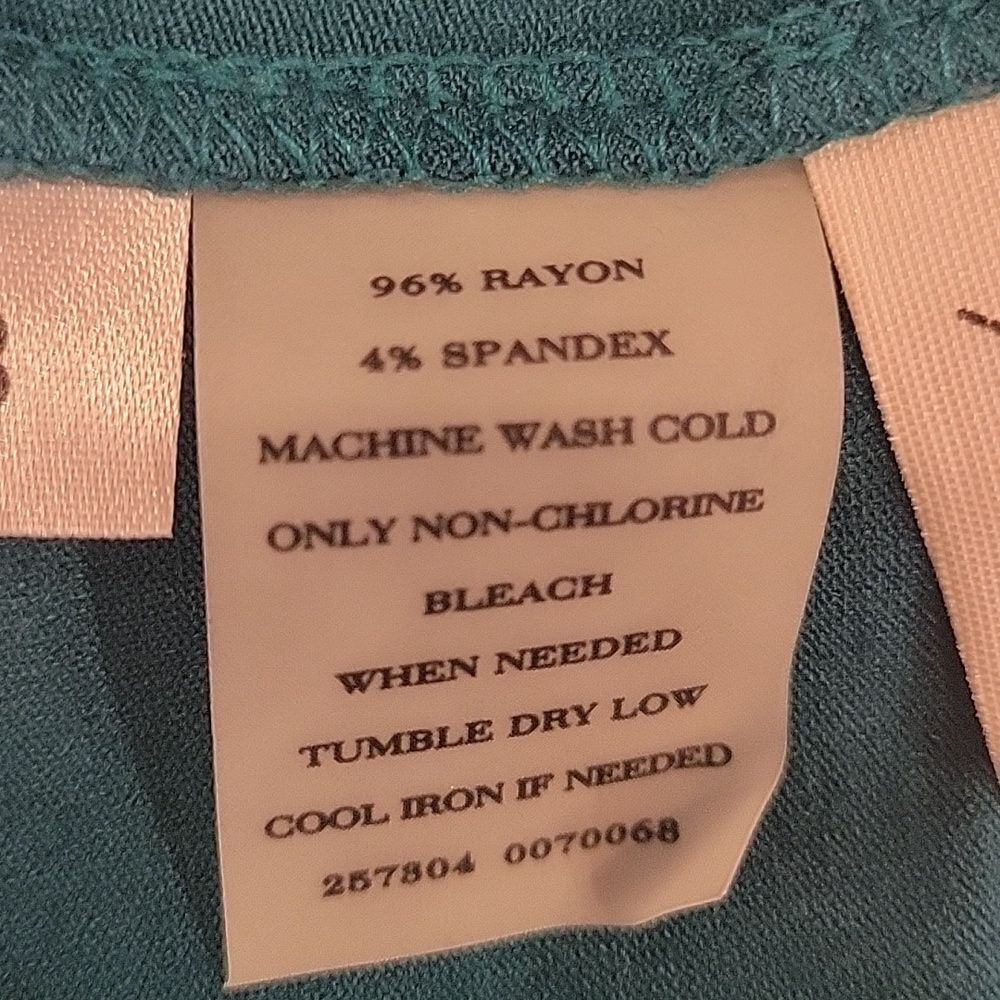 96% RAYON
4% SPANDEX
MACHINE WASH COLD
ONLY NON-CHLORINE
BLEACH
WHEN NEEDED
TUMBLE DRY LOW
COOL IRON IF NEEDED
257804 0070068